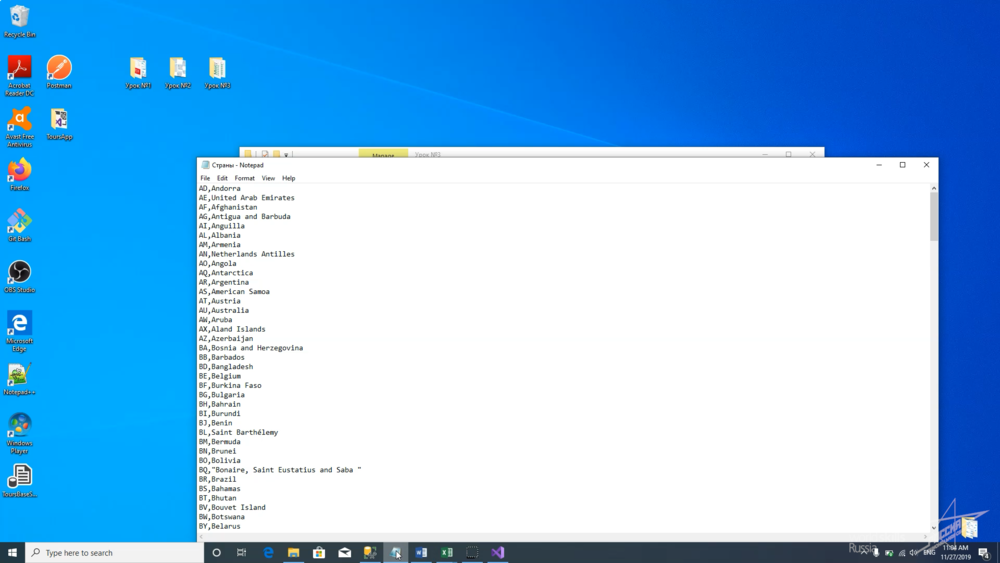 Recycle Bin
Acrobat
Reader DC
Postman
Урок №1
Урок №2
Урок №3
Avast Free
Antivirus
ToursApp
Firefox
Git Bash
OBS Studio
Microsoft
Edge
Notepad++
Windows
Player
ToursBaseS...
Manage
Урок №3
Страны - Notepad
File Edit Format View Help
AD,Andorra
AE,United Arab Emirates
AF,Afghanistan
AG,Antigua and Barbuda
AI,Anguilla
AL,Albania
AM,Armenia
AN,Netherlands Antilles
AO,Angola
AQ,Antarctica
AR,Argentina
AS,American Samoa
AT,Austria
AU,Australia
AW,Aruba
AX,Aland Islands
AZ,Azerbaijan
BA,Bosnia and Herzegovina
BB,Barbados
BD,Bangladesh
BE,Belgium
BF,Burkina Faso
BG,Bulgaria
BH,Bahrain
BI,Burundi
BJ,Benin
BL,Saint Barthélemy
BM,Bermuda
BN,Brunei
BO,Bolivia
BQ,"Bonaire, Saint Eustatius and Saba "
BR,Brazil
BS,Bahamas
BT,Bhutan
BV,Bouvet Island
BW,Botswana
BY,Belarus
Type here to search
Russia
ENG
11:08 AM
11/27/2019
4